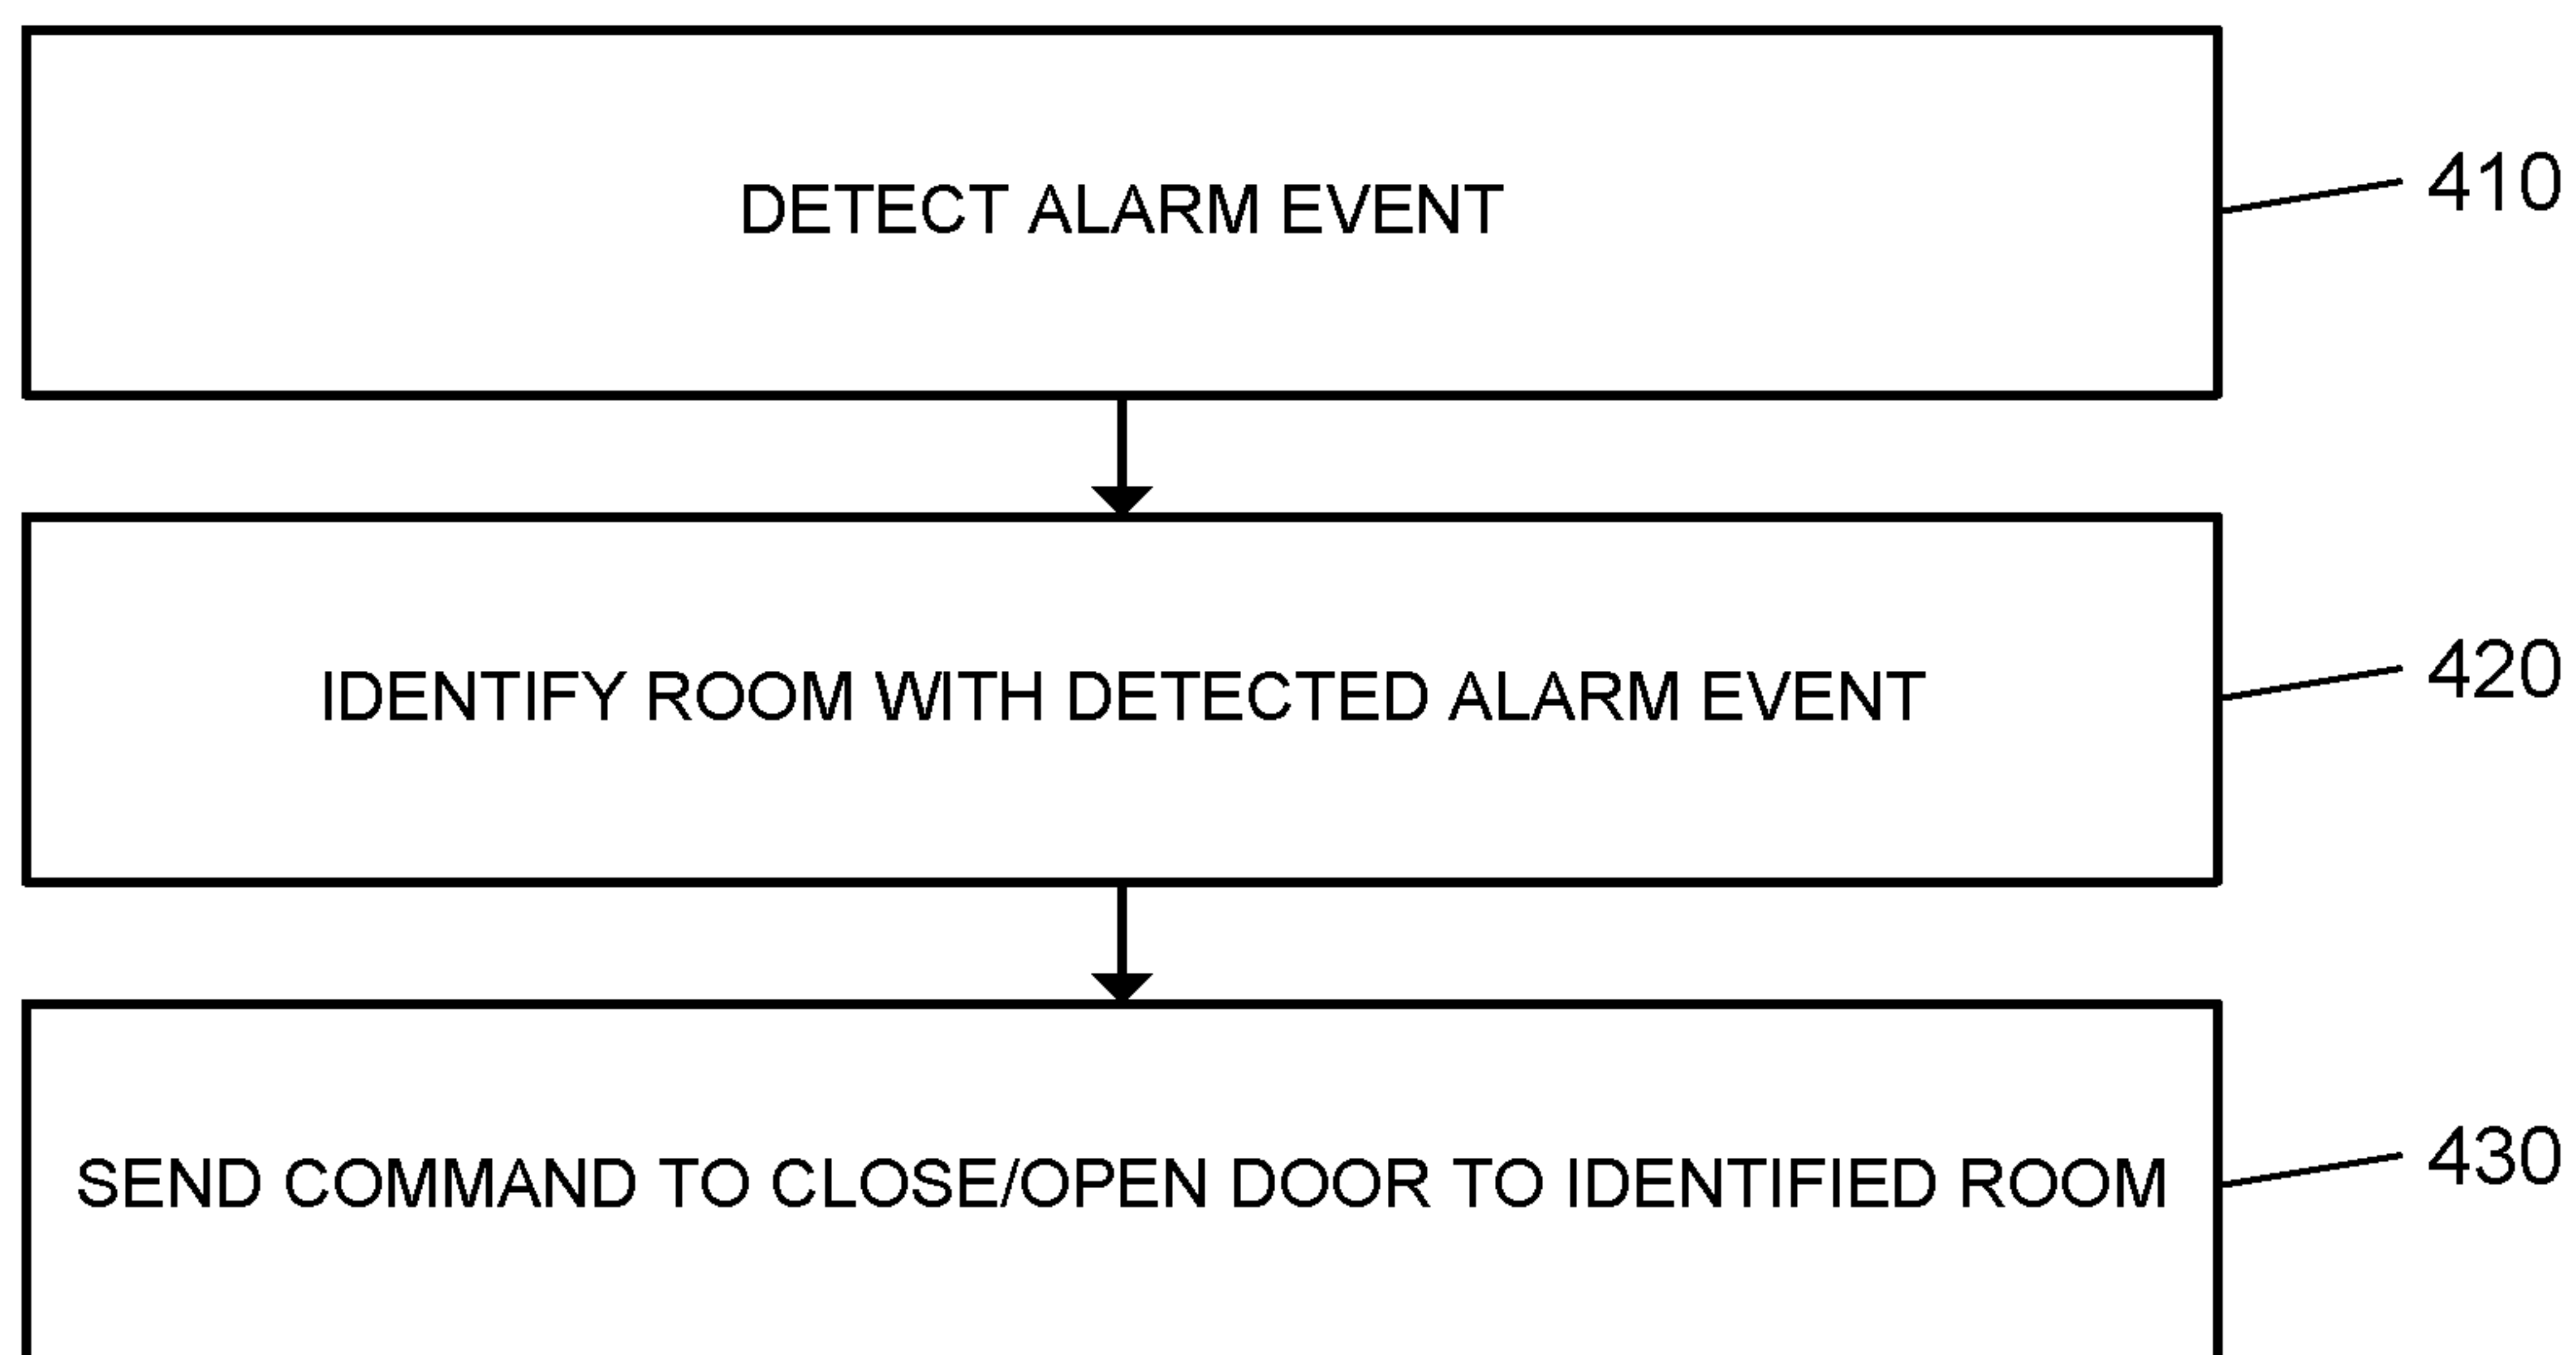 DETECT ALARM EVENT
410
IDENTIFY ROOM WITH DETECTED ALARM EVENT
420
SEND COMMAND TO CLOSE/OPEN DOOR TO IDENTIFIED ROOM
430